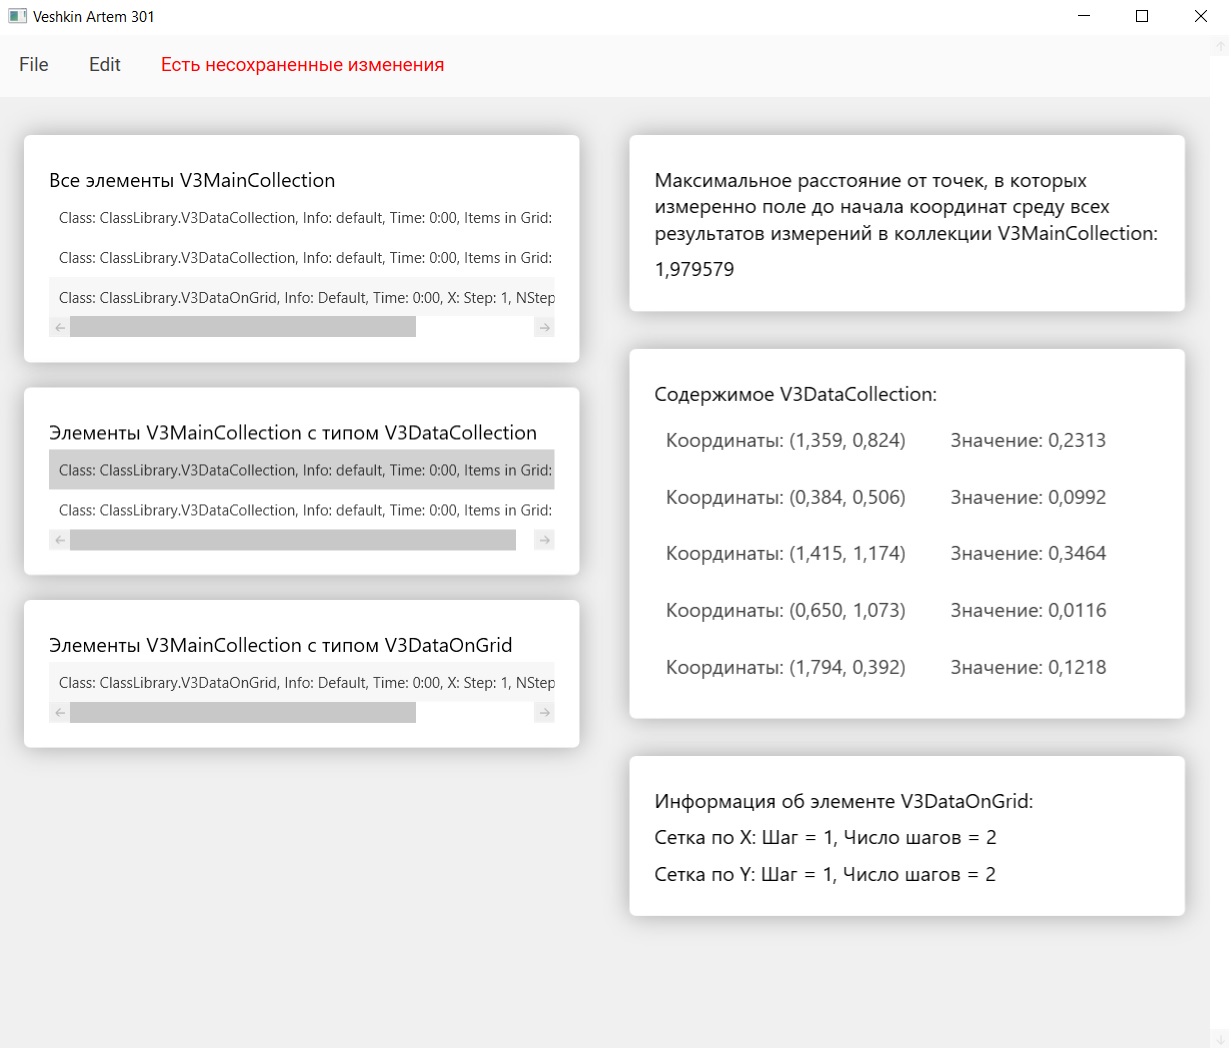 Veshkin Artem 301
File Edit Есть несохраненные изменения
Все элементы V3MainCollection
Class: ClassLibrary.V3DataCollection, Info: default, Time: 0:00, Items in Grid:
Class: ClassLibrary.V3DataCollection, Info: default, Time: 0:00, Items in Grid:
Class: ClassLibrary.V3DataOnGrid, Info: Default, Time: 0:00, X: Step: 1, NStep
Элементы V3MainCollection с типом V3DataCollection
Class: ClassLibrary.V3DataCollection, Info: default, Time: 0:00, Items in Grid:
Class: ClassLibrary.V3DataCollection, Info: default, Time: 0:00, Items in Grid:
Элементы V3MainCollection с типом V3DataOnGrid
Class: ClassLibrary.V3DataOnGrid, Info: Default, Time: 0:00, X: Step: 1, NStep
Максимальное расстояние от точек, в которых
измеренно поле до начала координат среду всех
результатов измерений в коллекции V3MainCollection:
1,979579
Содержимое V3DataCollection:
Координаты: (1,359, 0,824) Значение: 0,2313
Координаты: (0,384, 0,506) Значение: 0,0992
Координаты: (1,415, 1,174) Значение: 0,3464
Координаты: (0,650, 1,073) Значение: 0,0116
Координаты: (1,794, 0,392) Значение: 0,1218
Информация об элементе V3DataOnGrid:
Сетка по X: Шаг = 1, Число шагов = 2
Сетка по Y: Шаг = 1, Число шагов = 2